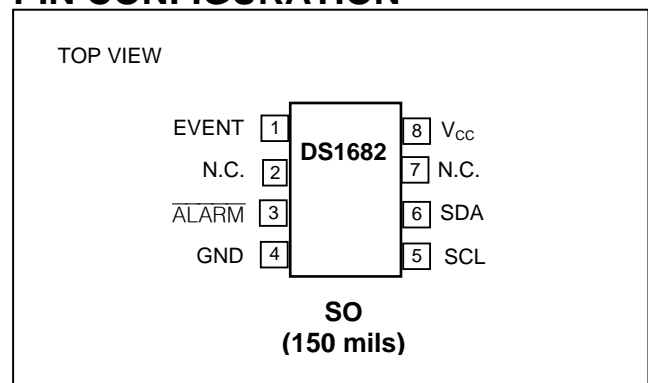 PIN CONFIGURATION
TOP VIEW
EVENT 1 DS1682 8 VCC
N.C. 2 7 N.C.
ALARM 3 6 SDA
GND 4 5 SCL
SO
(150 mils)